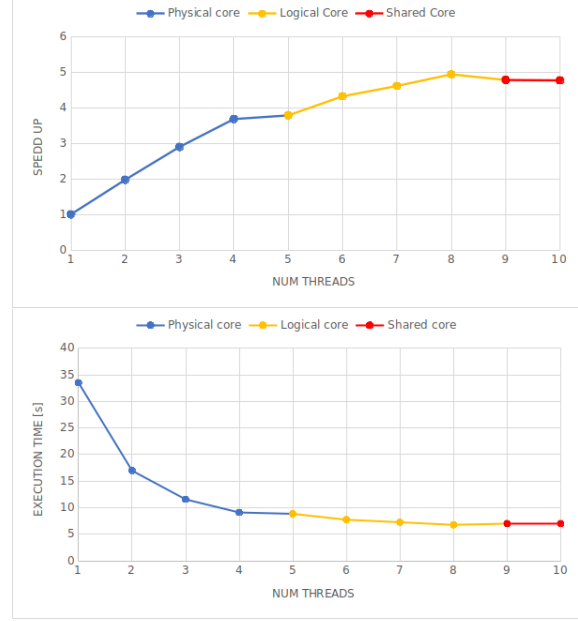 Physical core Logical Core Shared Core
6
5
4
3
2
1
0
1 2 3 4 5 6 7 8 9 10
SPEDD UP
NUM THREADS
Physical core Logical core Shared core
40
35
30
25
20
15
10
5
0
1 2 3 4 5 6 7 8 9 10
EXECUTION TIME [s]
NUM THREADS